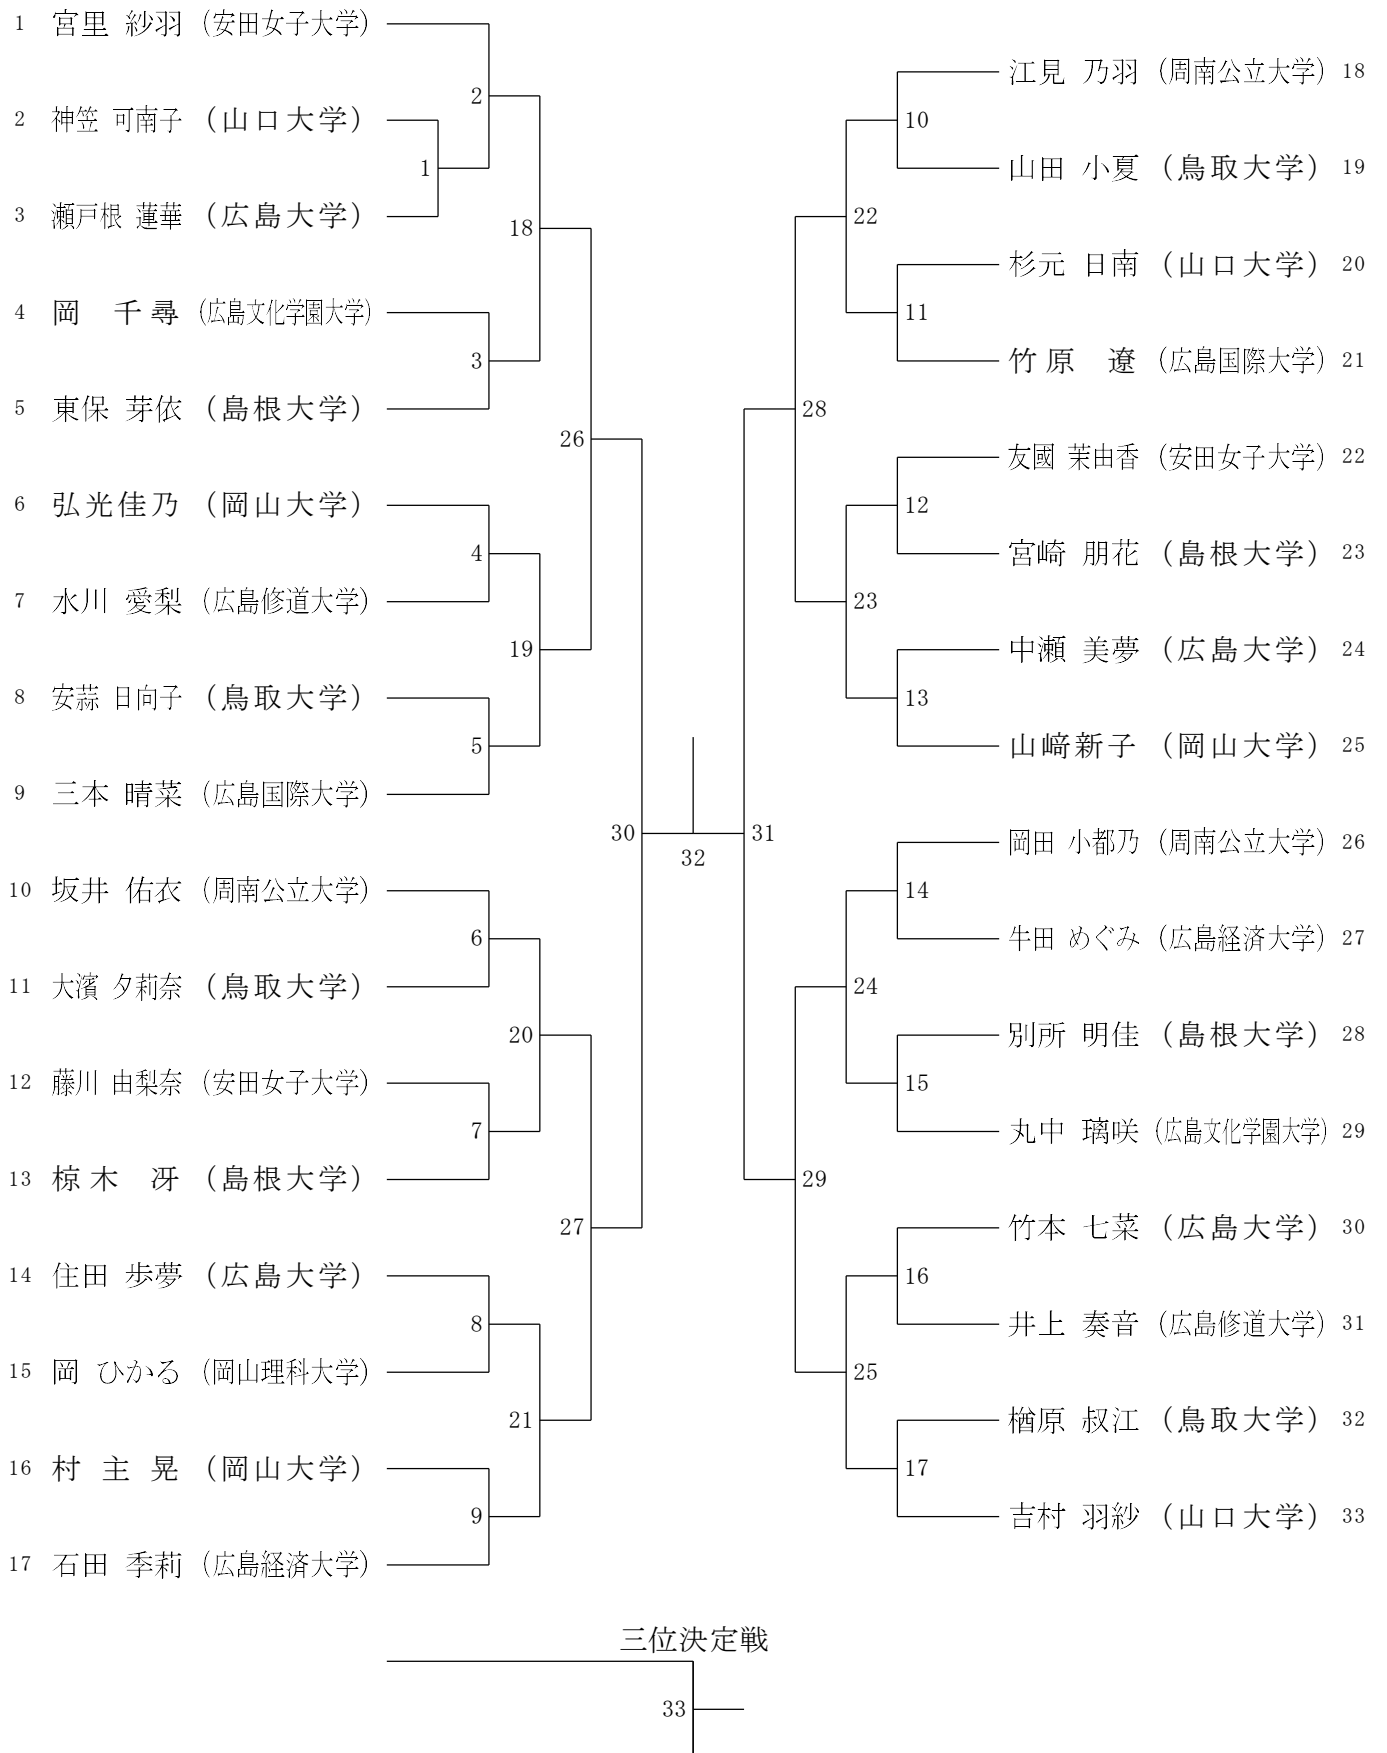 1 宮里 紗羽 (安田女子大学)
2 神笠 可南子 (山口大学)
3 瀬戸根 蓮華 (広島大学)
4 岡　千尋 (広島文化学園大学)
5 東保 芽依 (島根大学)
6 弘光佳乃 (岡山大学)
7 水川 愛梨 (広島修道大学)
8 安蒜 日向子 (鳥取大学)
9 三本 晴菜 (広島国際大学)
10 坂井 佑衣 (周南公立大学)
11 大濱 夕莉奈 (鳥取大学)
12 藤川 由梨奈 (安田女子大学)
13 椋木　冴 (島根大学)
14 住田 歩夢 (広島大学)
15 岡 ひかる (岡山理科大学)
16 村主晃 (岡山大学)
17 石田 季莉 (広島経済大学)
1
2
3
4
5
6
7
8
9
18
19
20
21
26
27
30
32
31
28
29
22
23
24
25
10
11
12
13
14
15
16
17
江見 乃羽 (周南公立大学) 18
山田 小夏 (鳥取大学) 19
杉元 日南 (山口大学) 20
竹原　遼 (広島国際大学) 21
友國 茉由香 (安田女子大学) 22
宮崎 朋花 (島根大学) 23
中瀬 美夢 (広島大学) 24
山﨑新子 (岡山大学) 25
岡田 小都乃 (周南公立大学) 26
牛田 めぐみ (広島経済大学) 27
別所 明佳 (島根大学) 28
丸中 璃咲 (広島文化学園大学) 29
竹本 七菜 (広島大学) 30
井上 奏音 (広島修道大学) 31
楢原 叔江 (鳥取大学) 32
吉村 羽紗 (山口大学) 33
三位決定戦
33